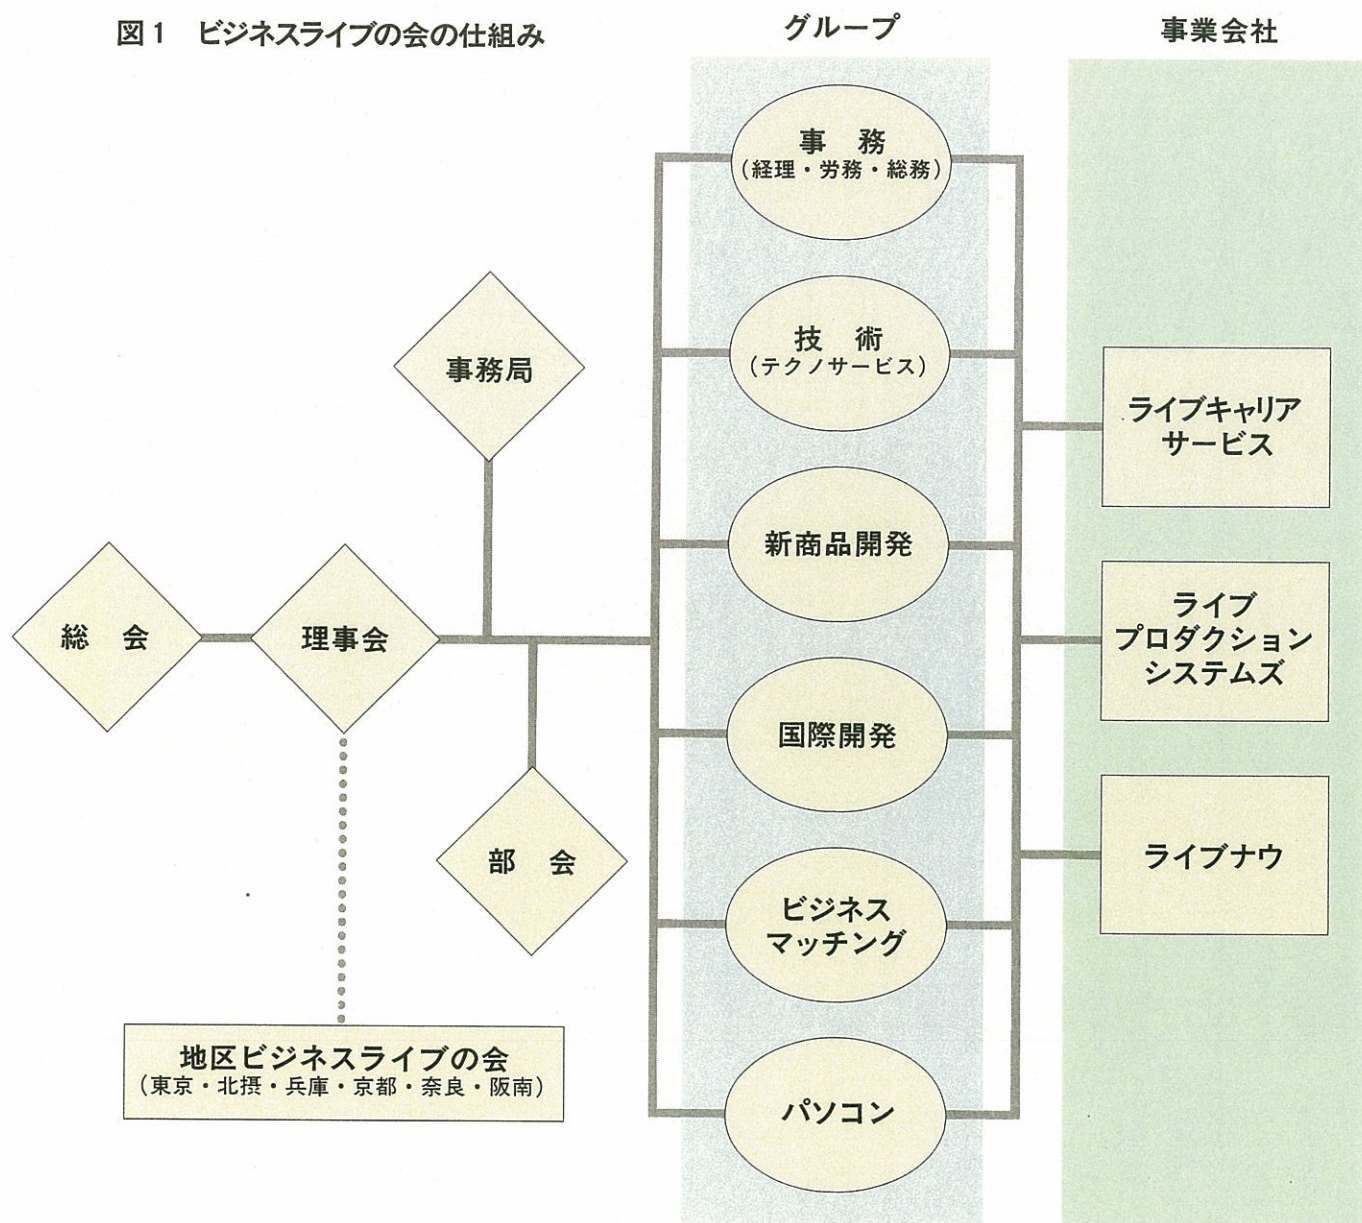 図1 ビジネスライブの会の仕組み
グループ
事業会社
事 務
(経理・労務・総務)
技 術
(テクノサービス)
新商品開発
国際開発
ビジネス
マッチング
パソコン
事務局
総 会
理事会
部 会
地区ビジネスライブの会
(東京・北摂・兵庫・京都・奈良・阪南)
ライブキャリア
サービス
ライブ
プロダクション
システムズ
ライブナウ